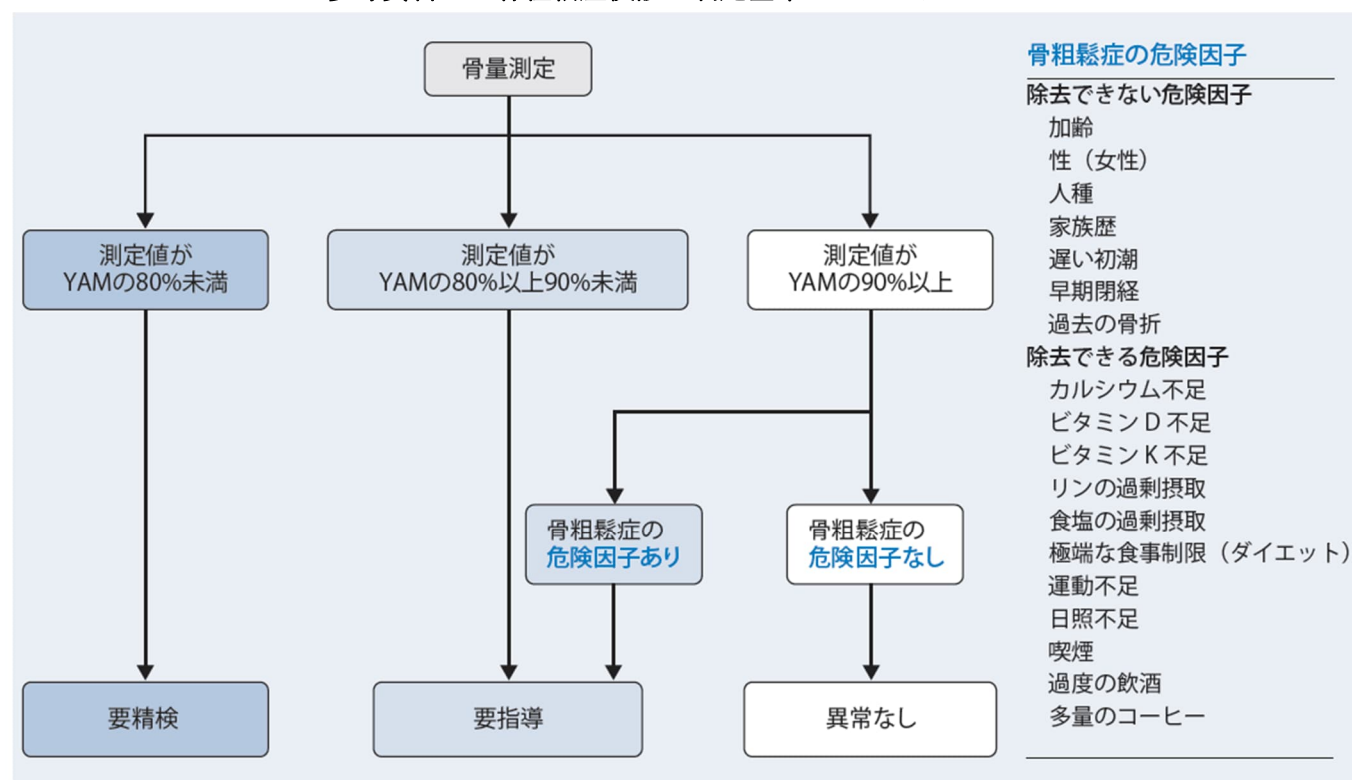 骨量測定
測定値が
YAMの80%未満
測定値が
YAMの80%以上90%未満
測定値が
YAMの90%以上
骨粗鬆症の
危険因子あり
骨粗鬆症の
危険因子なし
要精検
要指導
異常なし
骨粗鬆症の危険因子
除去できない危険因子
加齢
性（女性）
人種
家族歴
遅い初潮
早期閉経
過去の骨折
除去できる危険因子
カルシウム不足
ビタミン D 不足
ビタミン K 不足
リンの過剰摂取
食塩の過剰摂取
極端な食事制限（ダイエット）
運動不足
日照不足
喫煙
過度の飲酒
多量のコーヒー